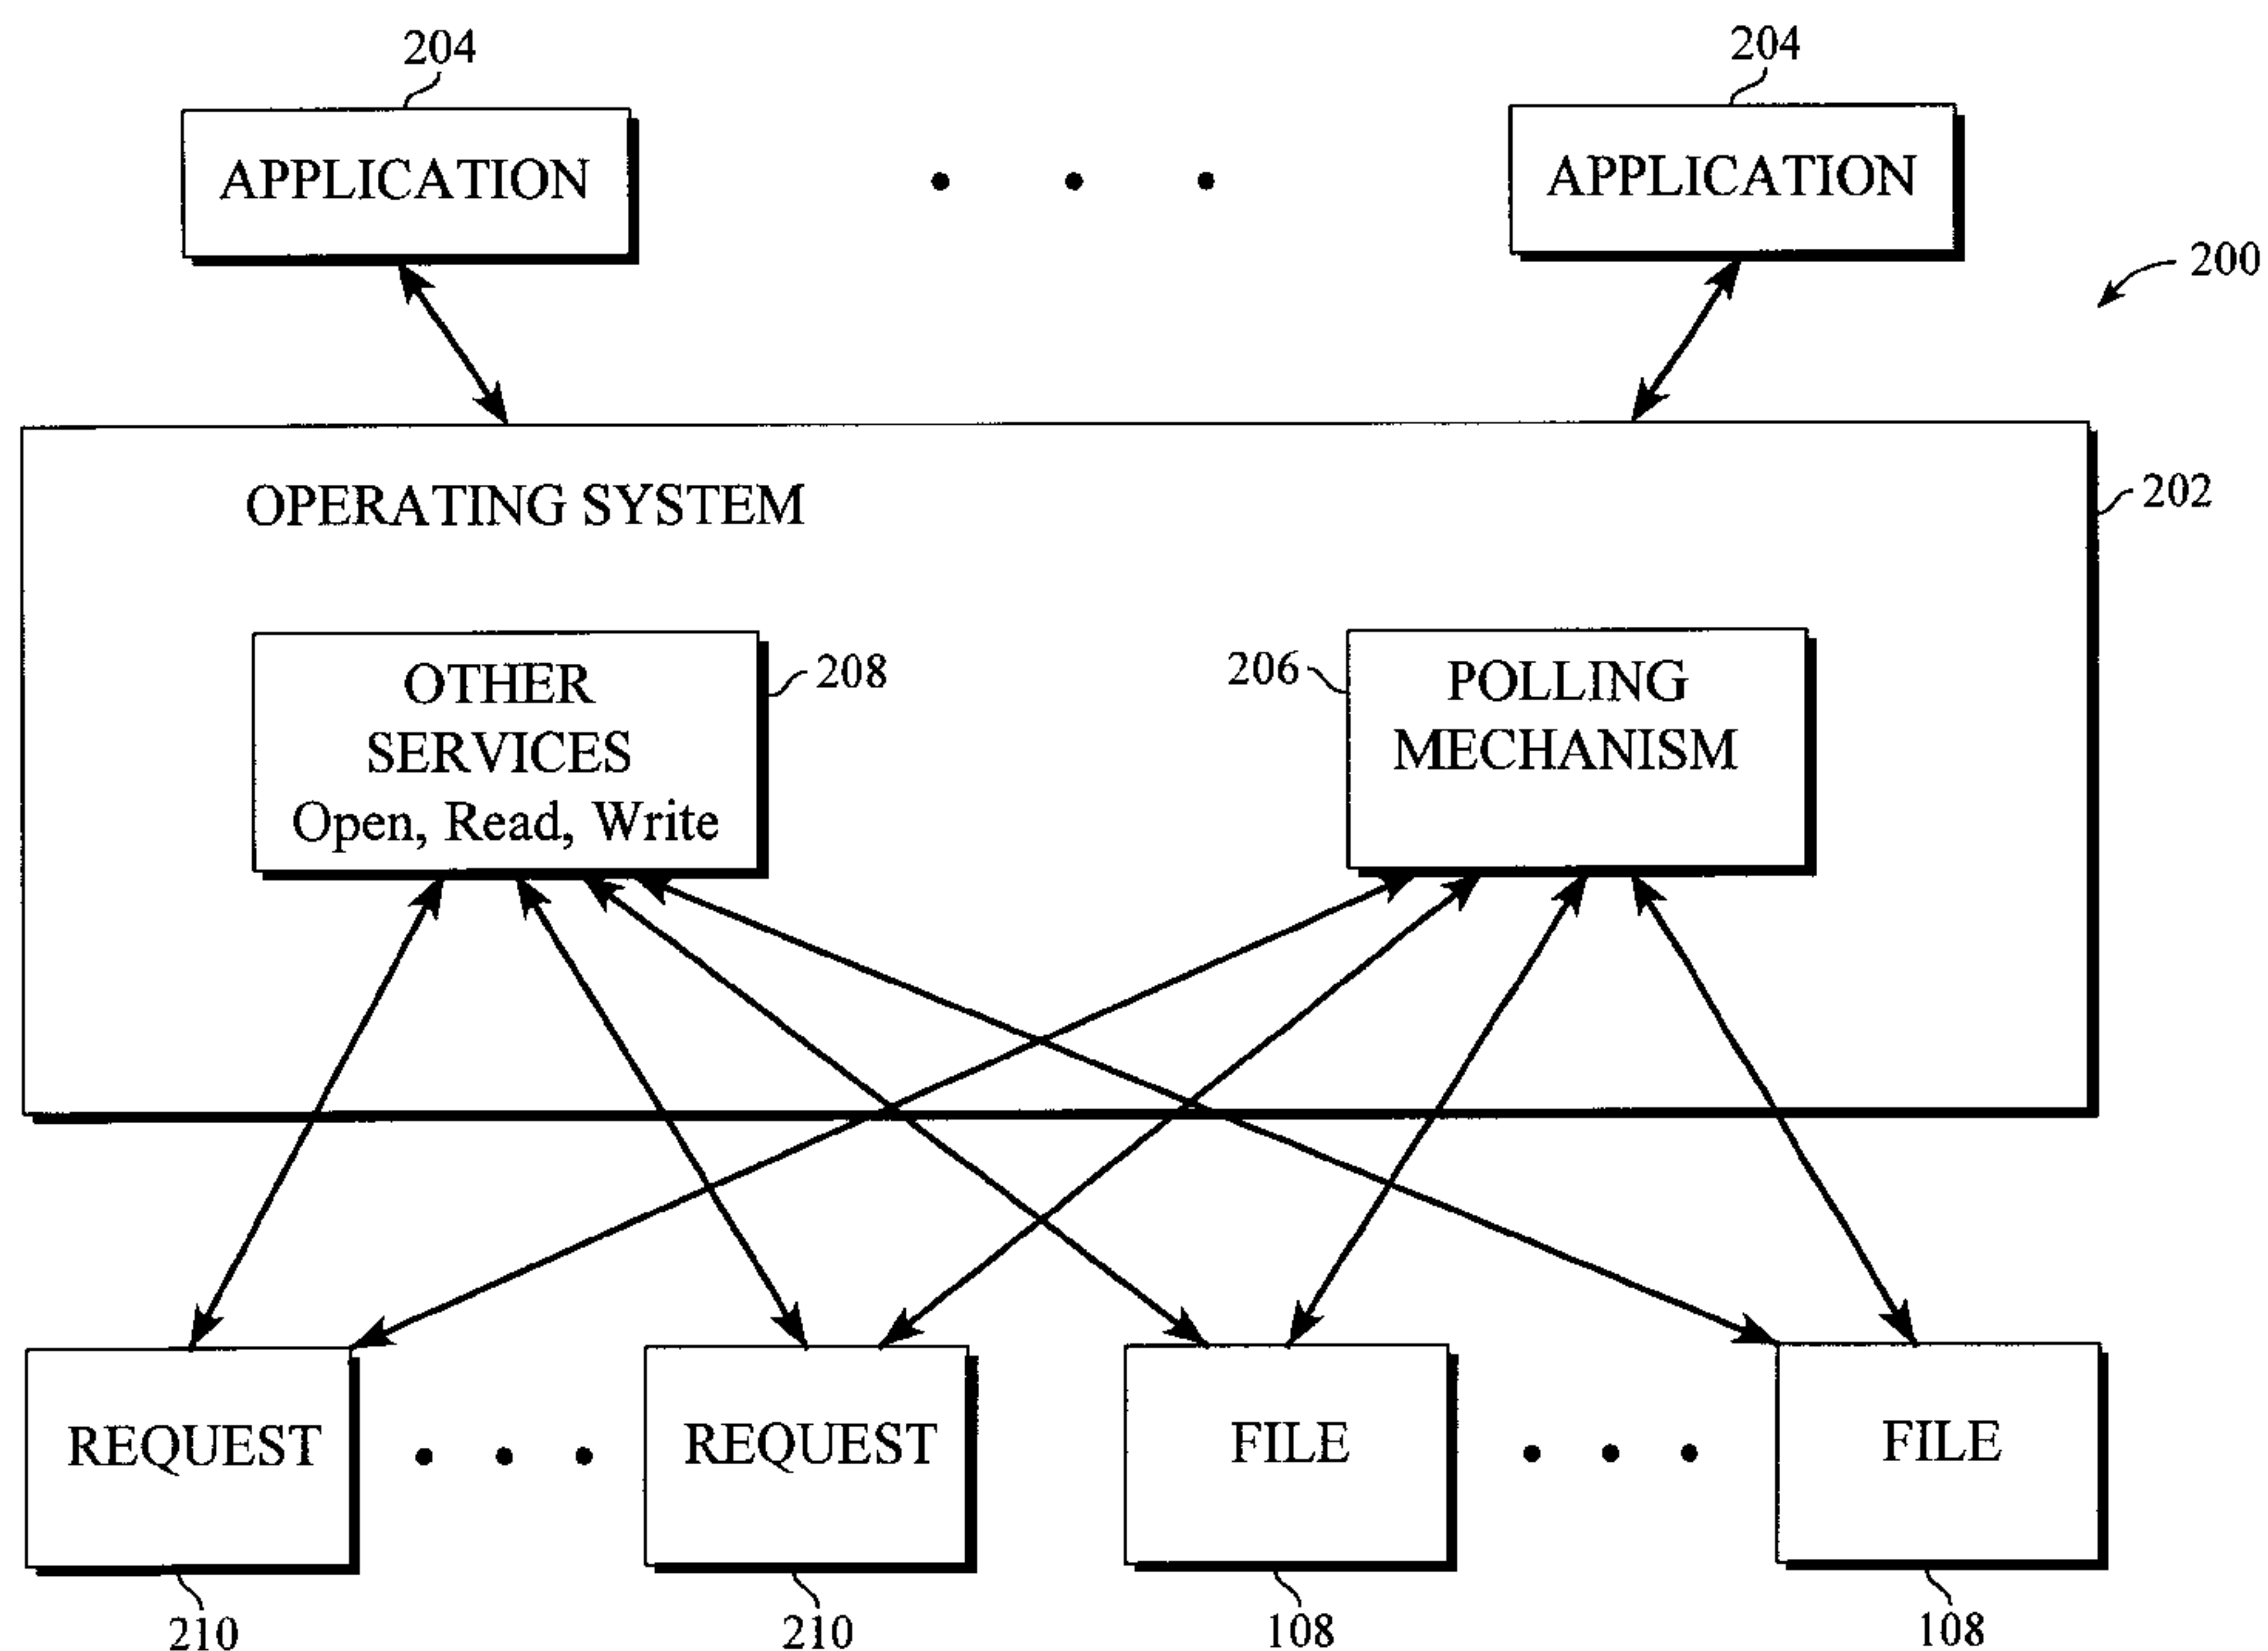 204
204
APPLICATION
APPLICATION
200
OPERATING SYSTEM
202
OTHER
SERVICES
Open, Read, Write
208
206
POLLING
MECHANISM
REQUEST
REQUEST
FILE
FILE
210
210
108
108